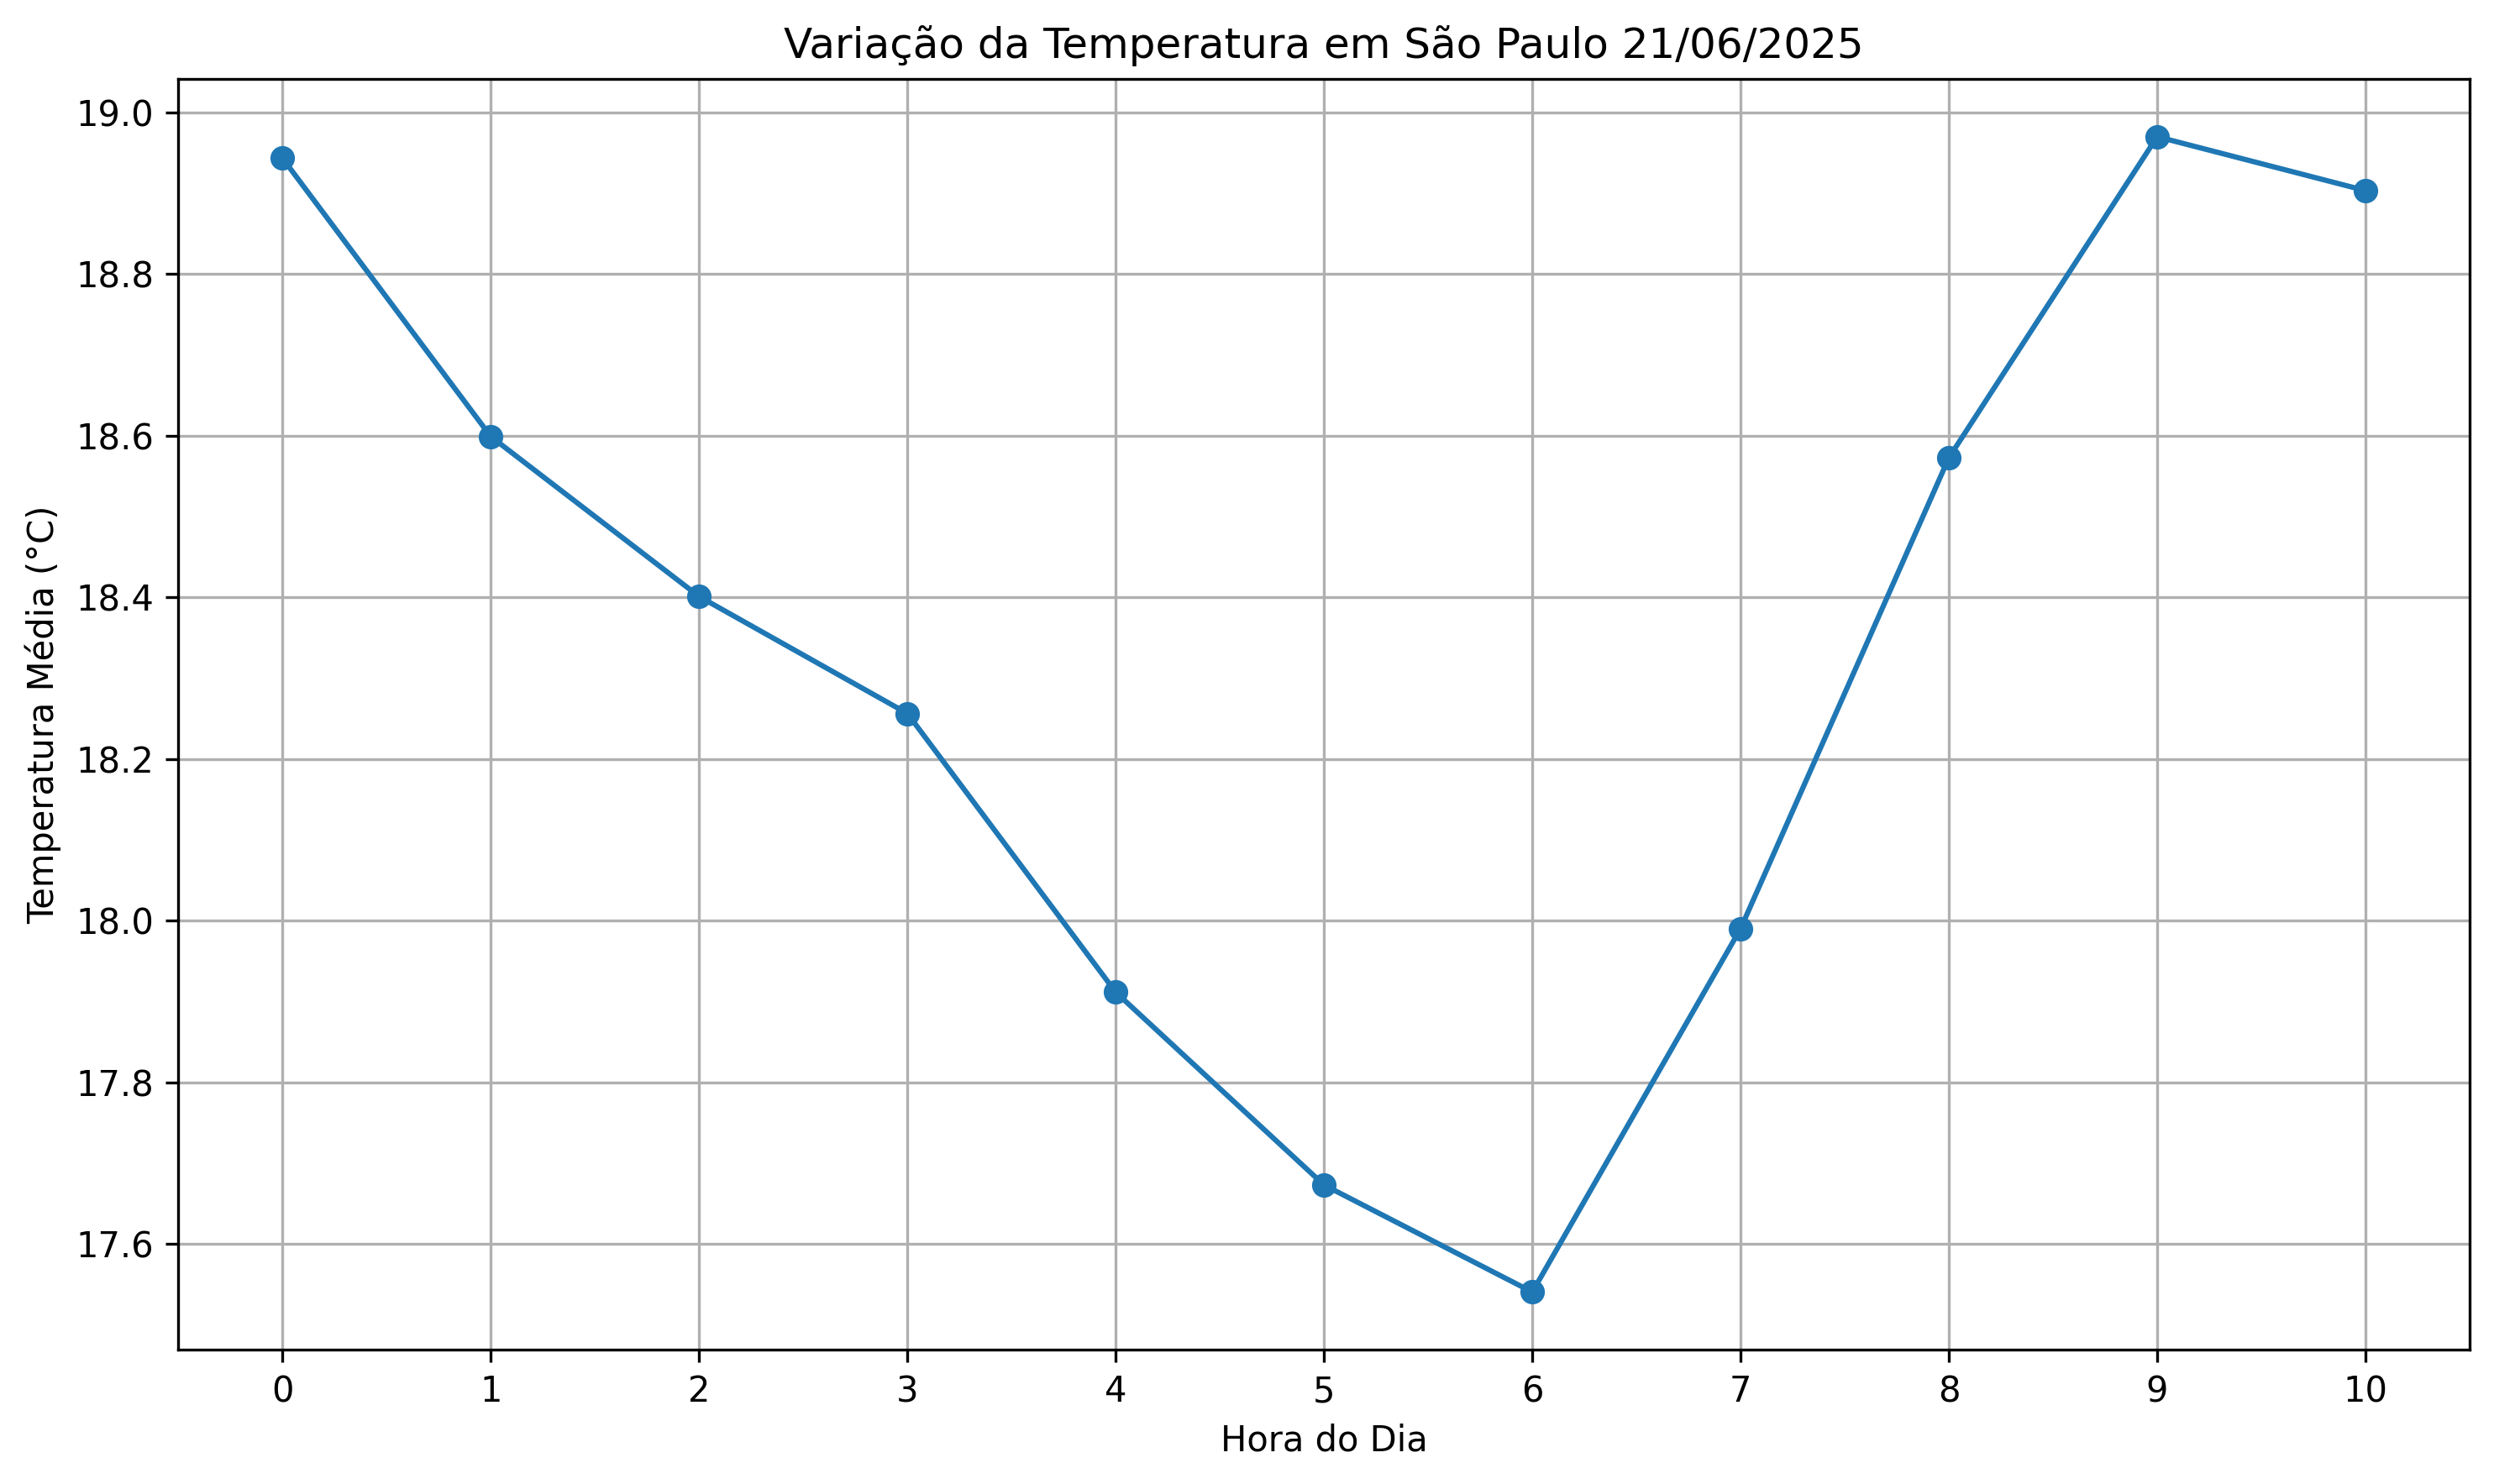 Variação da Temperatura em São Paulo 21/06/2025
19.0
18.8
18.6
18.4
18.2
18.0
17.8
17.6
Temperatura Média (°C)
0 1 2 3 4 5 6 7 8 9 10
Hora do Dia